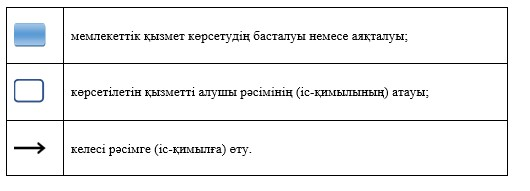 мемлекеттік қызмет көрсетудің басталуы немесе аяқталуы;
көрсетілетін қызметті алушы рәсімінің (іс-қимылының) атауы;
келесі рәсімге (іс-қимылға) өту.